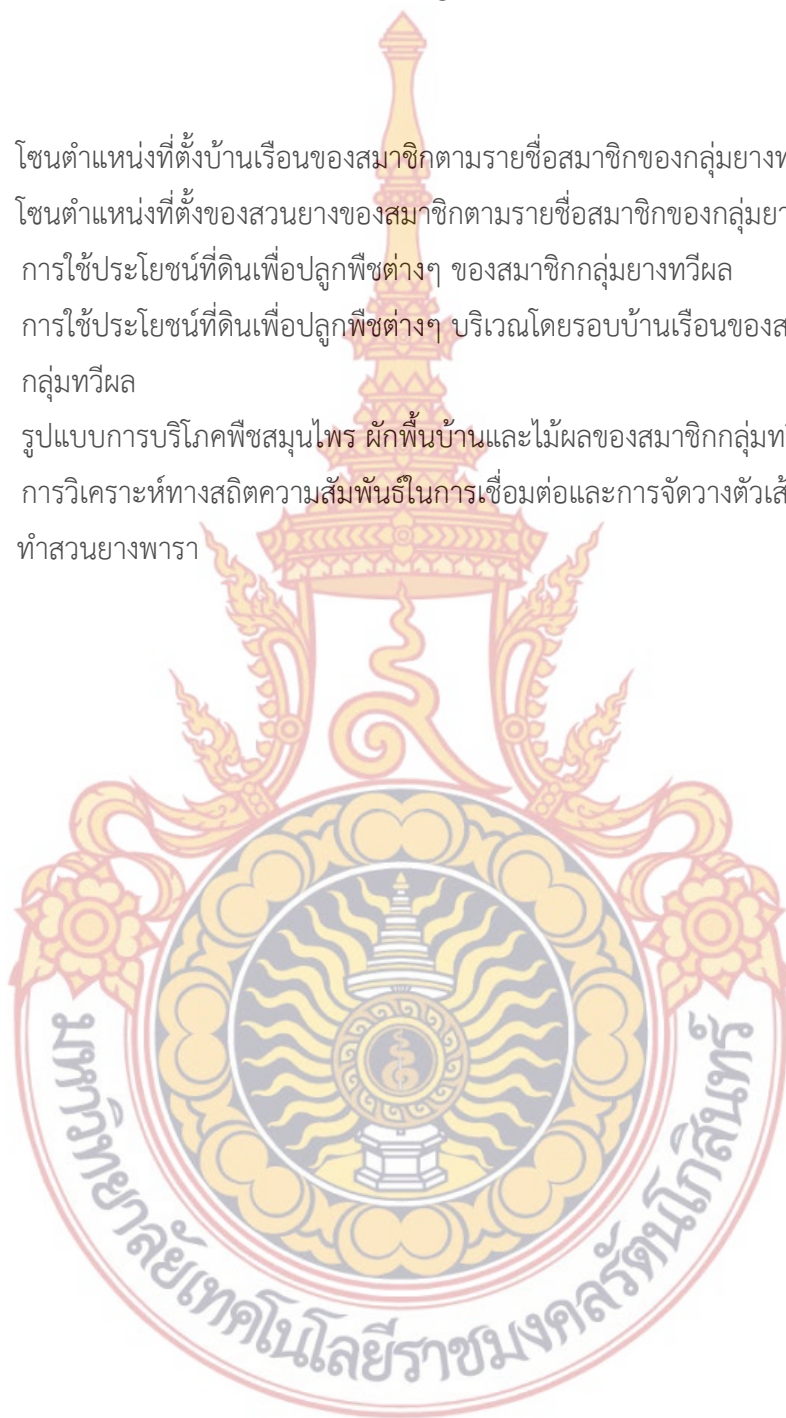 โซนตำแหน่งที่ตั้งบ้านเรือนของสมาชิกตามรายชื่อสมาชิกของกลุ่มยาง
โซนตำแหน่งที่ตั้งของสวนยางของสมาชิกตามรายชื่อสมาชิกของกลุ่ม
การใช้ประโยชน์ที่ดินเพื่อปลูกพืชต่างๆ ของสมาชิกกลุ่มยางทวีผล
การใช้ประโยชน์ที่ดินเพื่อปลูกพืชต่างๆ บริเวณโดยรอบบ้านเรือนของ
กลุ่มทวีผล
รูปแบบการบริโภคพืชสมุนไพร ผักพื้นบ้านและไม้ผลของสมาชิกกลุ่ม
การวิเคราะห์ทางสถิตความสัมพันธ์ในการเชื่อมต่อและการจัดวางตัว
ทำสวนยางพารา
มหาวิทยาลัยเทคโนโลยีราชมงคลรัตนโกสินทร์